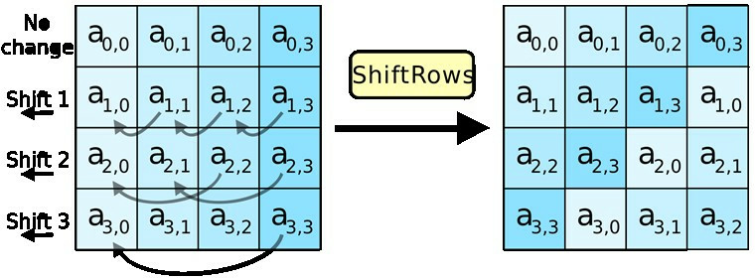 No
change
a0,0 a0,1 a0,2 a0,3
Shift 1
a1,0 a1,1 a1,2 a1,3
Shift 2
a2,0 a2,1 a2,2 a2,3
Shift 3
a3,0 a3,1 a3,2 a3,3
ShiftRows
a0,0 a0,1 a0,2 a0,3
a1,1 a1,2 a1,3 a1,0
a2,2 a2,3 a2,0 a2,1
a3,3 a3,0 a3,1 a3,2